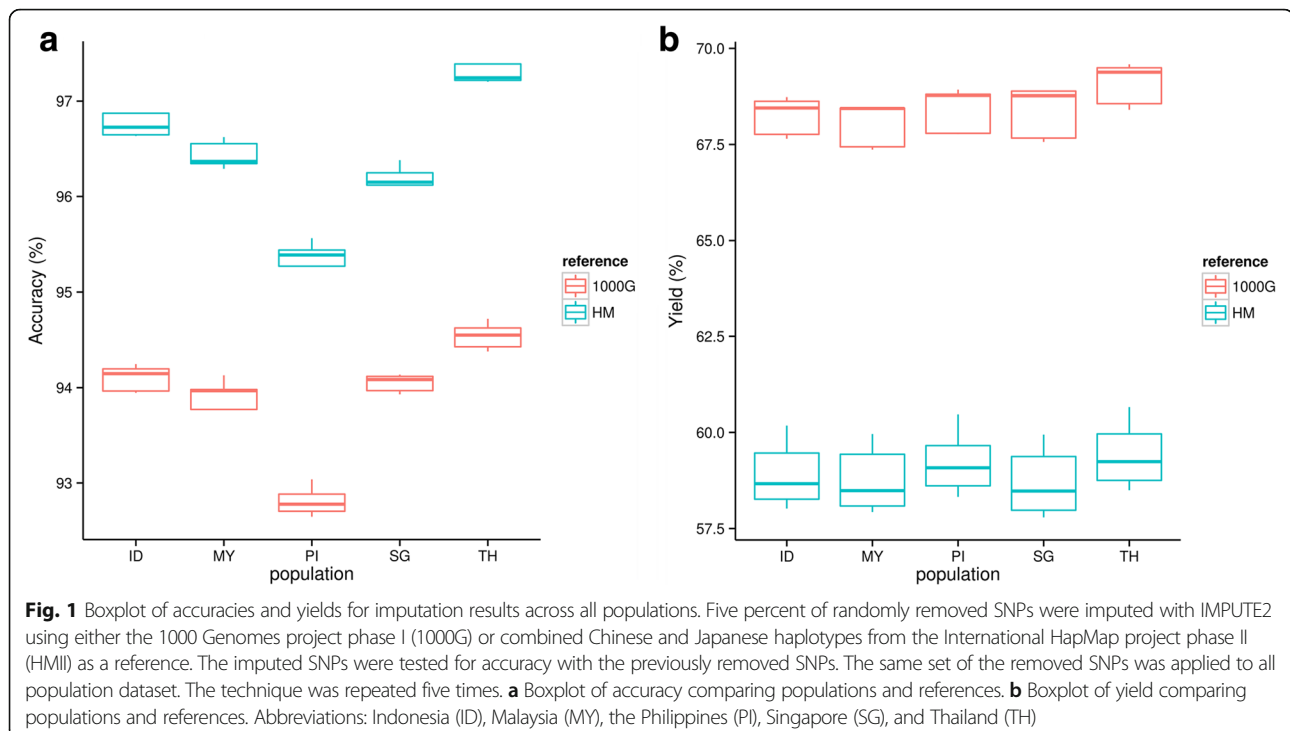 a
97
96
95
94
93
Accuracy (%)
ID MY PI SG TH
population
reference
1000G
HM
b
70.0
67.5
65.0
62.5
60.0
57.5
Yield (%)
ID MY PI SG TH
population
reference
1000G
HM
Fig. 1 Boxplot of accuracies and yields for imputation results across all populations. Five percent of randomly removed SNPs were imputed with IMPUTE2
using either the 1000 Genomes project phase I (1000G) or combined Chinese and Japanese haplotypes from the International HapMap project phase II
(HMII) as a reference. The imputed SNPs were tested for accuracy with the previously removed SNPs. The same set of the removed SNPs was applied to all
population dataset. The technique was repeated five times. a Boxplot of accuracy comparing populations and references. b Boxplot of yield comparing
populations and references. Abbreviations: Indonesia (ID), Malaysia (MY), the Philippines (PI), Singapore (SG), and Thailand (TH)